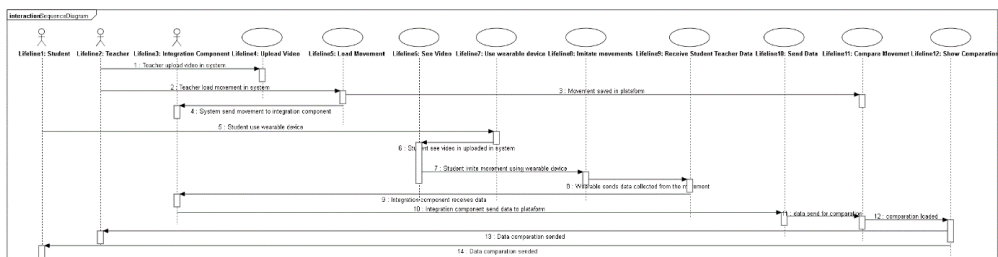 interaction SequenceDiagram
Lifeline1: Student
Lifeline2: Teacher
Lifeline3: Integration Component
Lifeline4: Upload Video
Lifeline5: Load Movement
Lifeline6: See Video
Lifeline7: Use wearable device
Lifeline8: Imitate movements
Lifeline9: Receive Student Teacher Data
Lifeline10: Send Data
Lifeline11: Compare Movement
Lifeline12: Show Comparation
1 : Teacher upload video in system
2 : Teacher load movement in system
3 : Movement saved in plataform
4 : System send movement to integration component
5 : Student use wearable device
6 : Student see video in uploaded in system
7 : Student imite movement using wearable device
8 : Wearable sends data collected from the movement
9 : Integration component receives data
10 : Integration component send data to plataform
11 : data send for comparation
12 : comparation loaded
13 : Data comparation sended
14 : Data comparation sended